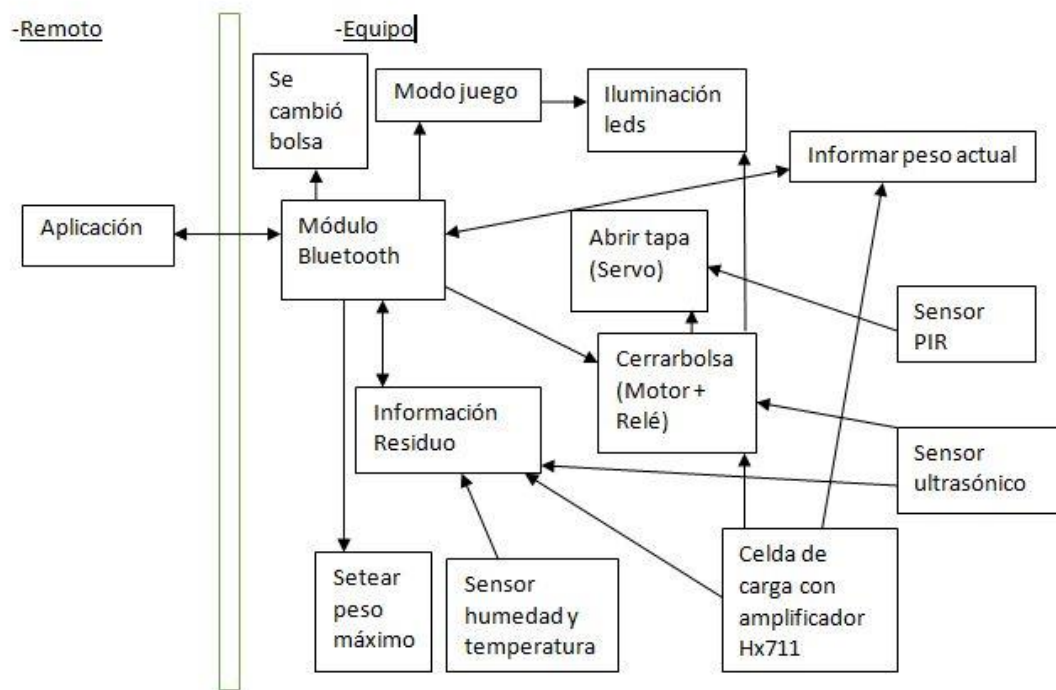 -Remoto
-Equipo
Se
cambió
bolsa
Modo juego
Iluminación
leds
Informar peso actual
Aplicación
Módulo
Bluetooth
Abrir tapa
(Servo)
Sensor
PIR
Cerrarbolsa
(Motor +
Relé)
Información
Residuo
Sensor
ultrasónico
Setear
peso
máximo
Sensor
humedad y
temperatura
Celda de
carga con
amplificador
Hx711